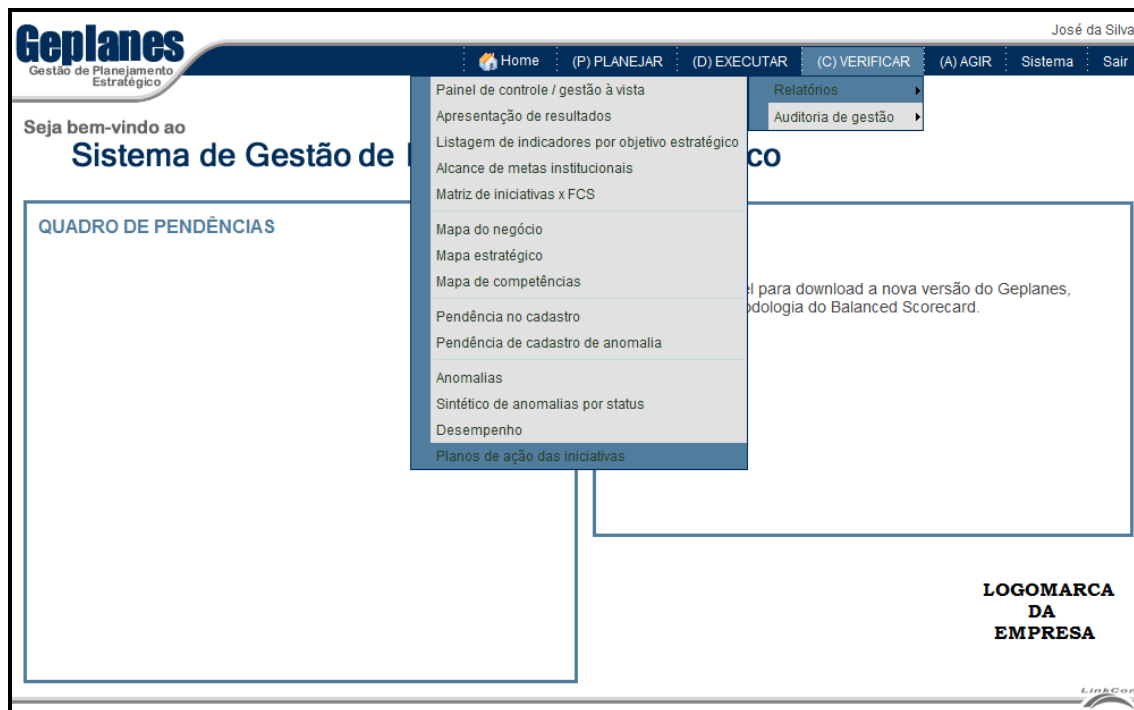 José da Silva
Geplanes
Gestão de Planejamento
Estratégico
Home (P) PLANEJAR (D) EXECUTAR (C) VERIFICAR (A) AGIR Sistema Sair
Relatórios
Auditoria de gestão
Painel de controle / gestão à vista
Apresentação de resultados
Listagem de indicadores por objetivo estratégico
Alcance de metas institucionais
Matriz de iniciativas x FCS
Mapa do negócio
Mapa estratégico
Mapa de competências
Pendência no cadastro
Pendência de cadastro de anomalia
Anomalias
Sintético de anomalias por status
Desempenho
Planos de ação das iniciativas
Seja bem-vindo ao
Sistema de Gestão de
QUADRO DE PENDÊNCIAS
para download a nova versão do Geplanes,
do Balanced Scorecard.
LOGOMARCA
DA
EMPRESA